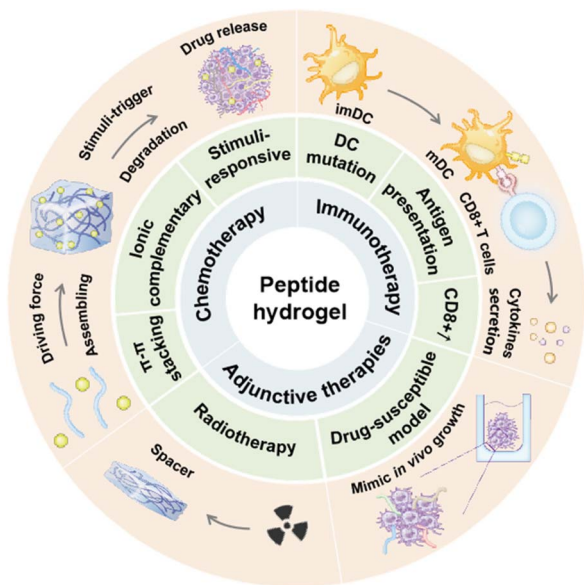 Peptide
hydrogel
Chemotherapy
Immunotherapy
Adjunctive therapies
π-π
stacking
Ionic
complementary
Stimuli-
responsive
DC
mutation
Antigen
presentation
CD8+↑
Drug-susceptible
model
Radiotherapy
Driving force
Assembling
Stimuli-trigger
Degradation
Drug release
imDC
mDC
CD8+ T cells
Cytokines
secretion
Mimic in vivo growth
Spacer